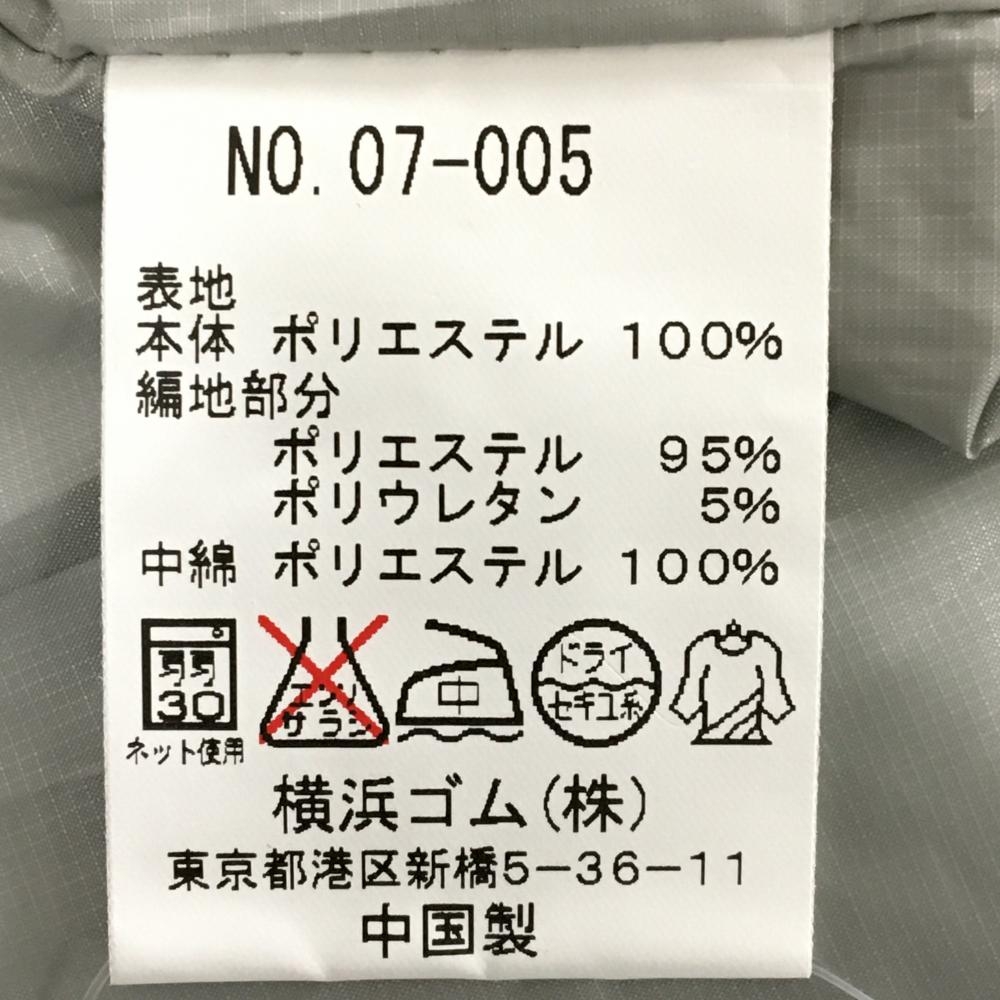 NO. 07-005
表地
本体 ポリエステル 100%
編地部分
ポリエステル 95%
ポリウレタン 5%
中綿 ポリエステル 100%
弱
30
ネット使用
エンソ
サラシ
中
ドライ
セキユ系
横浜ゴム(株)
東京都港区新橋5-36-11
中国製